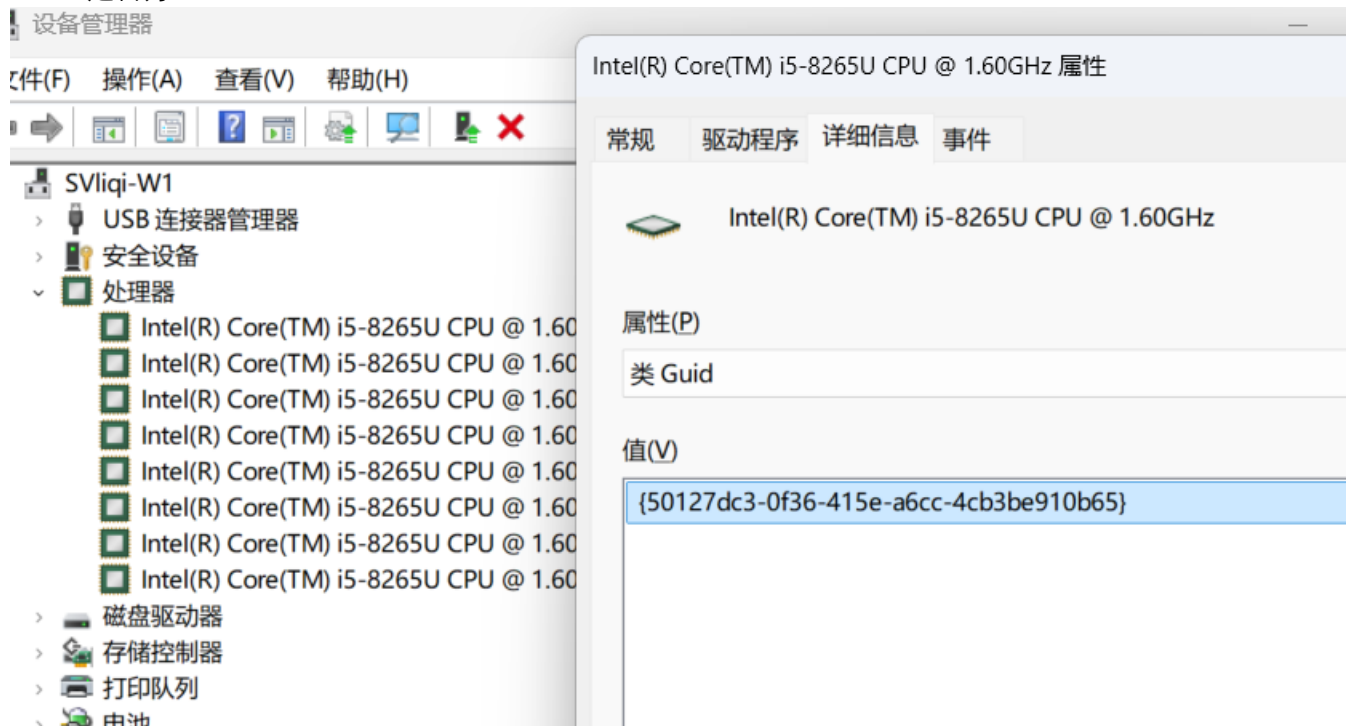 设备管理器
文件(F) 操作(A) 查看(V) 帮助(H)
SVliqi-W1
USB 连接器管理器
安全设备
处理器
Intel(R) Core(TM) i5-8265U CPU @ 1.60
Intel(R) Core(TM) i5-8265U CPU @ 1.60
Intel(R) Core(TM) i5-8265U CPU @ 1.60
Intel(R) Core(TM) i5-8265U CPU @ 1.60
Intel(R) Core(TM) i5-8265U CPU @ 1.60
Intel(R) Core(TM) i5-8265U CPU @ 1.60
Intel(R) Core(TM) i5-8265U CPU @ 1.60
Intel(R) Core(TM) i5-8265U CPU @ 1.60
磁盘驱动器
存储控制器
打印队列
电池
Intel(R) Core(TM) i5-8265U CPU @ 1.60GHz 属性
常规 驱动程序 详细信息 事件
Intel(R) Core(TM) i5-8265U CPU @ 1.60GHz
属性(P)
类 Guid
值(V)
{50127dc3-0f36-415e-a6cc-4cb3be910b65}